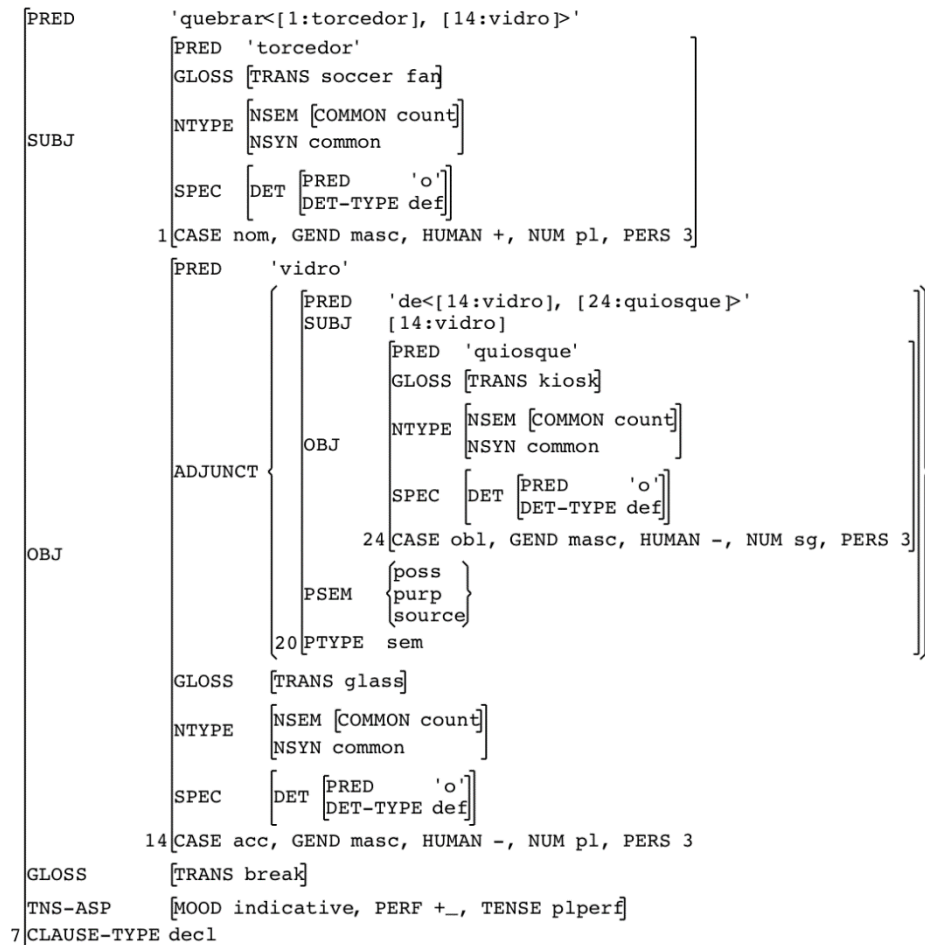 PRED 'quebrar<[1:torcedor], [14:vidro]>'
PRED 'torcedor'
GLOSS [TRANS soccer fan]
NTYPE NSEM [COMMON count]
NSYN common
SUBJ
SPEC DET PRED 'o'
DET-TYPE def
1 CASE nom, GEND masc, HUMAN +, NUM pl, PERS 3
PRED 'vidro'
PRED 'de<[14:vidro], [24:quiosque]>'
SUBJ [14:vidro]
PRED 'quiosque'
GLOSS [TRANS kiosk]
NTYPE NSEM [COMMON count]
NSYN common
OBJ
ADJUNCT
SPEC DET PRED 'o'
DET-TYPE def
24 CASE obl, GEND masc, HUMAN -, NUM sg, PERS 3
OBJ
poss
PSEM purp
source
20 PTYPE sem
GLOSS [TRANS glass]
NTYPE NSEM [COMMON count]
NSYN common
SPEC DET PRED 'o'
DET-TYPE def
14 CASE acc, GEND masc, HUMAN -, NUM pl, PERS 3
GLOSS [TRANS break]
TNS-ASP [MOOD indicative, PERF +_, TENSE plperf]
7 CLAUSE-TYPE decl